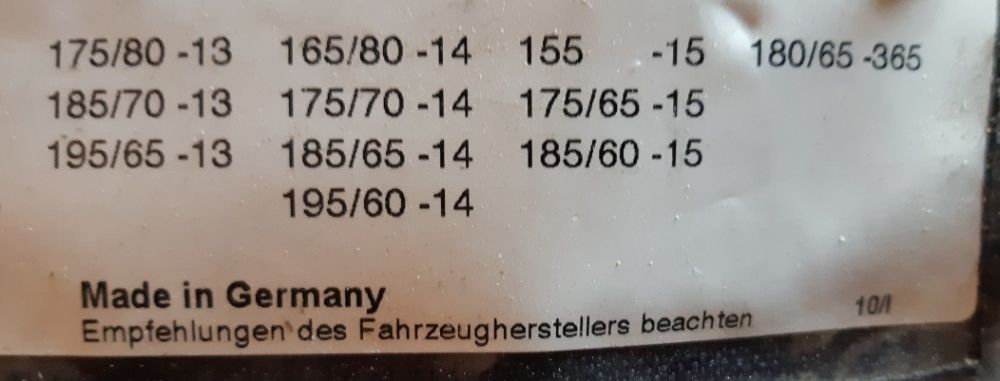 175/80 -13 165/80 -14 155 -15 180/65 -365
185/70 -13 175/70 -14 175/65 -15
195/65 -13 185/65 -14 185/60 -15
195/60 -14
Made in Germany
10/I
Empfehlungen des Fahrzeugherstellers beachten